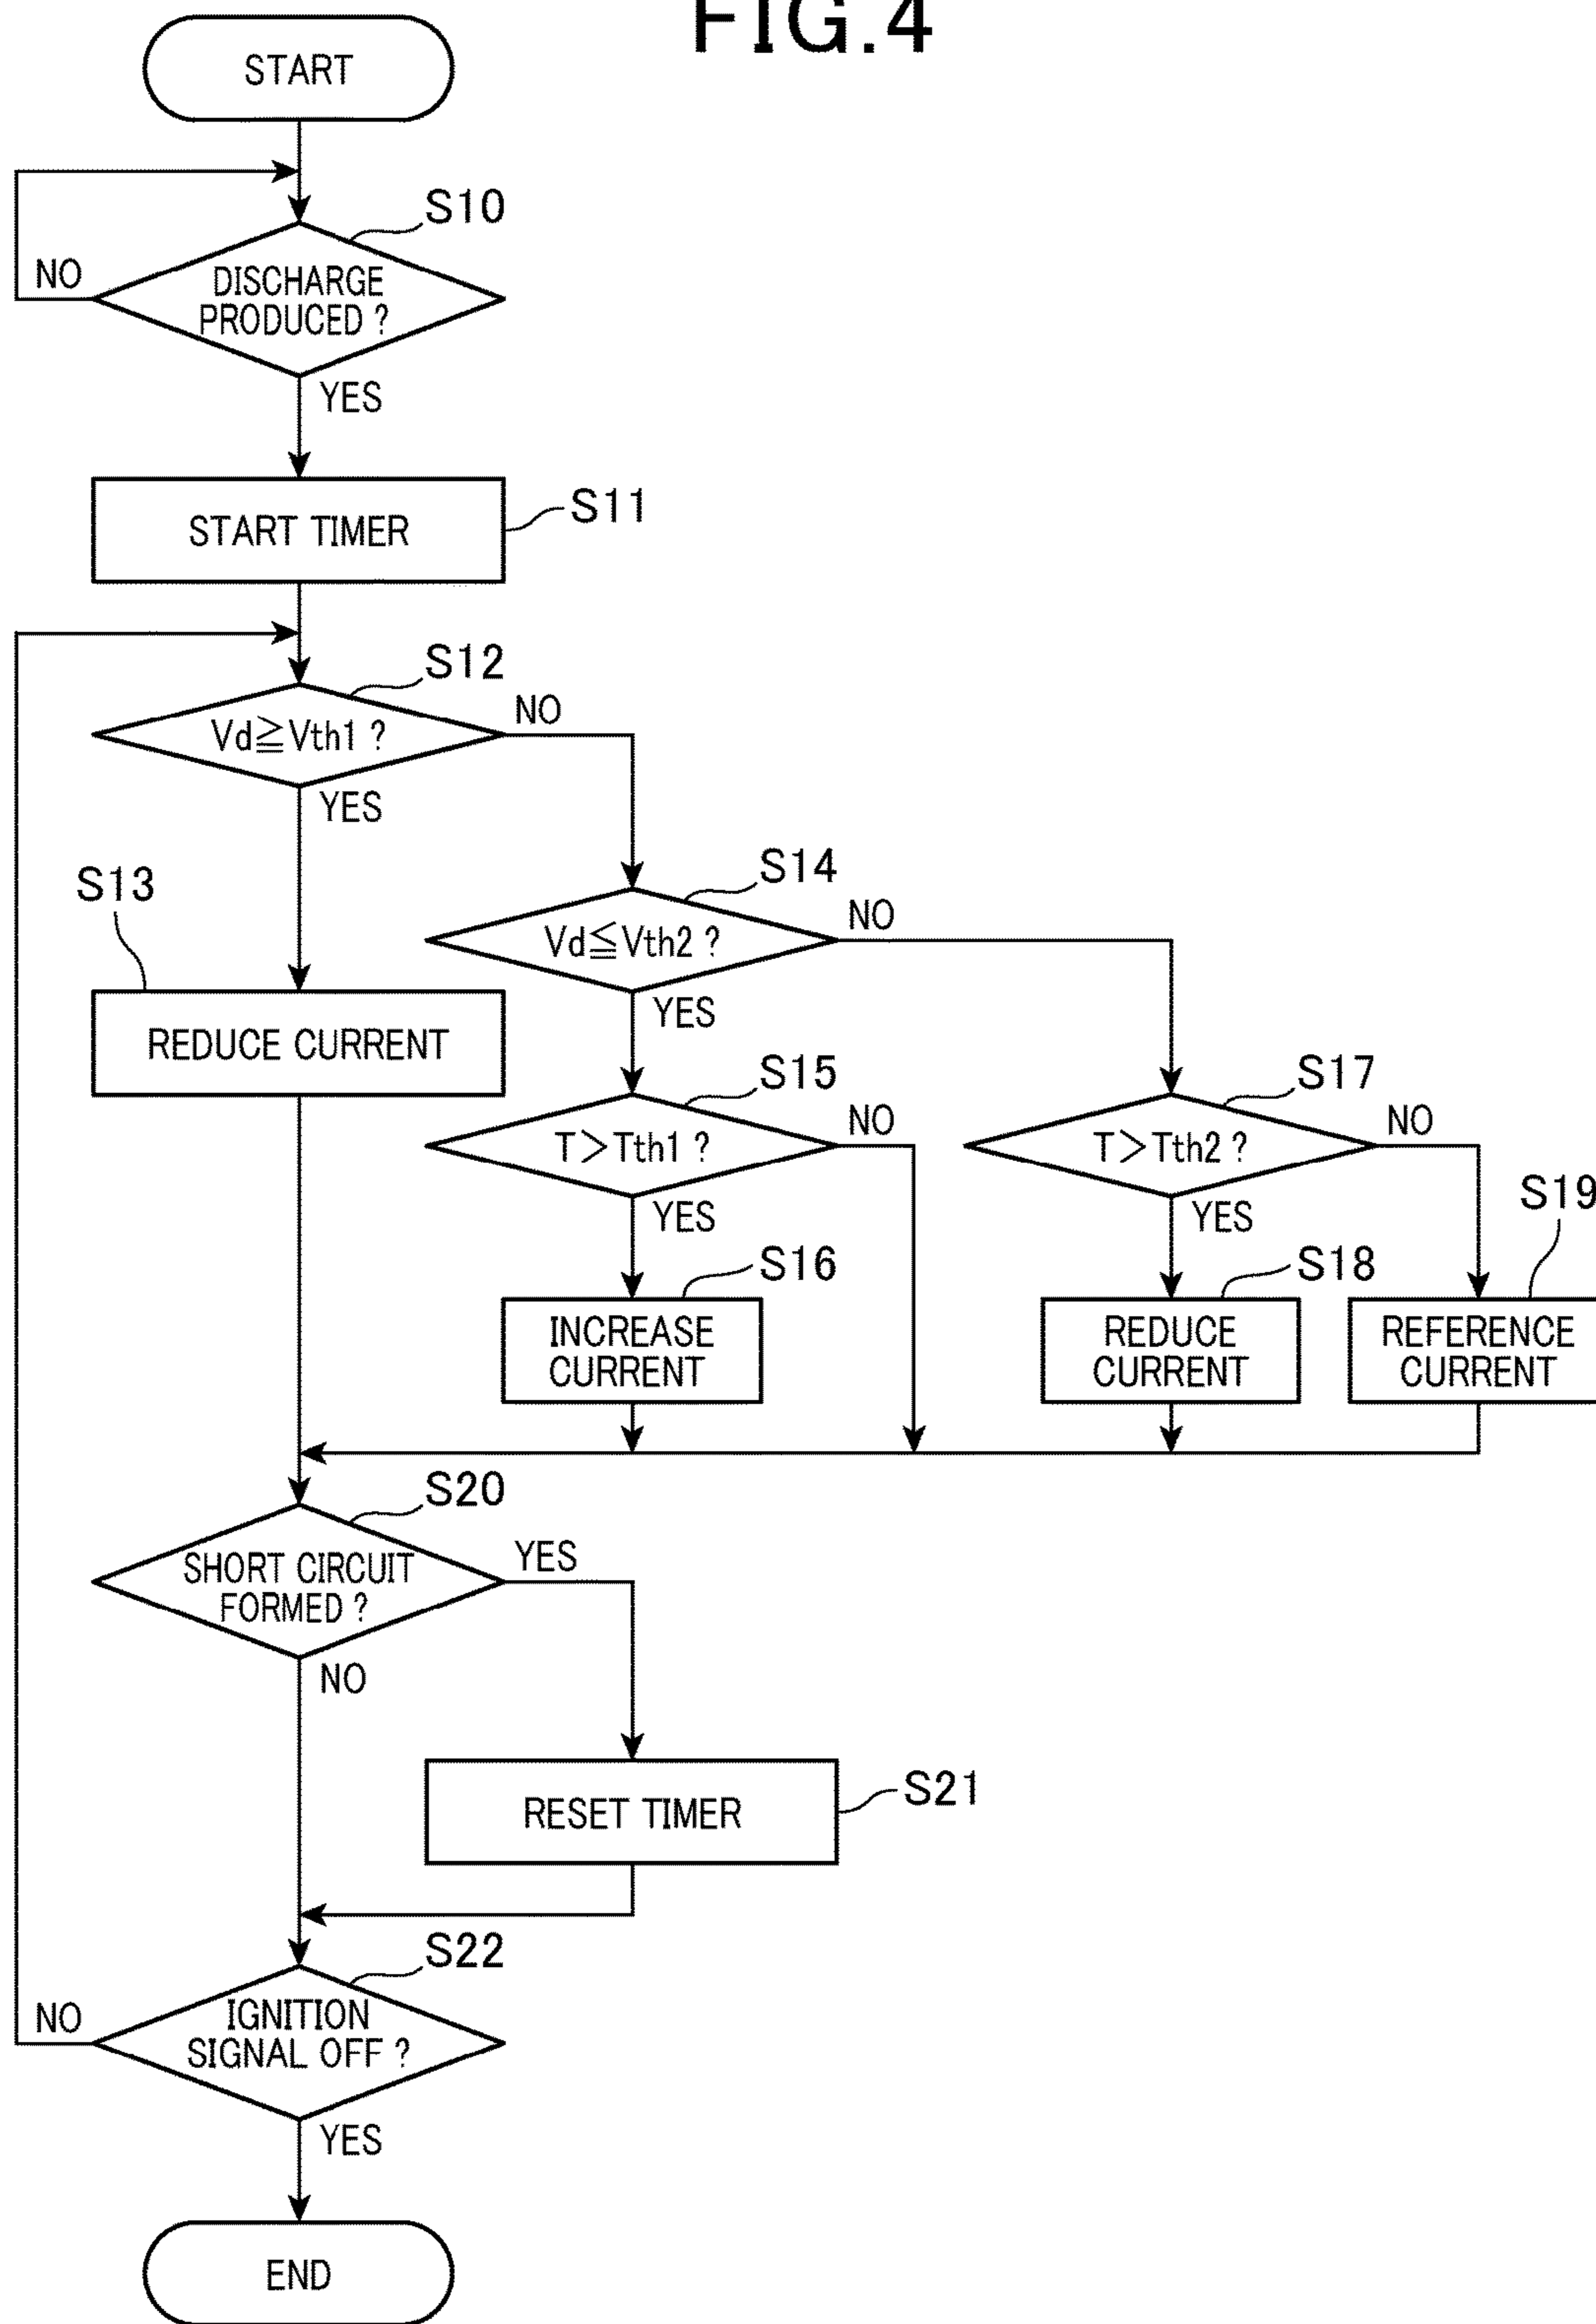 FIG.4
START
S10
NO
DISCHARGE
PRODUCED ?
YES
START TIMER
S11
S12
Vd≧Vth1 ?
NO
YES
S13
REDUCE CURRENT
S14
Vd≦Vth2 ?
NO
YES
S15
T>Tth1 ?
NO
YES
S16
INCREASE
CURRENT
S17
T>Tth2 ?
NO
YES
S18
REDUCE
CURRENT
S19
REFERENCE
CURRENT
S20
SHORT CIRCUIT
FORMED ?
YES
NO
RESET TIMER
S21
S22
NO
IGNITION
SIGNAL OFF ?
YES
END